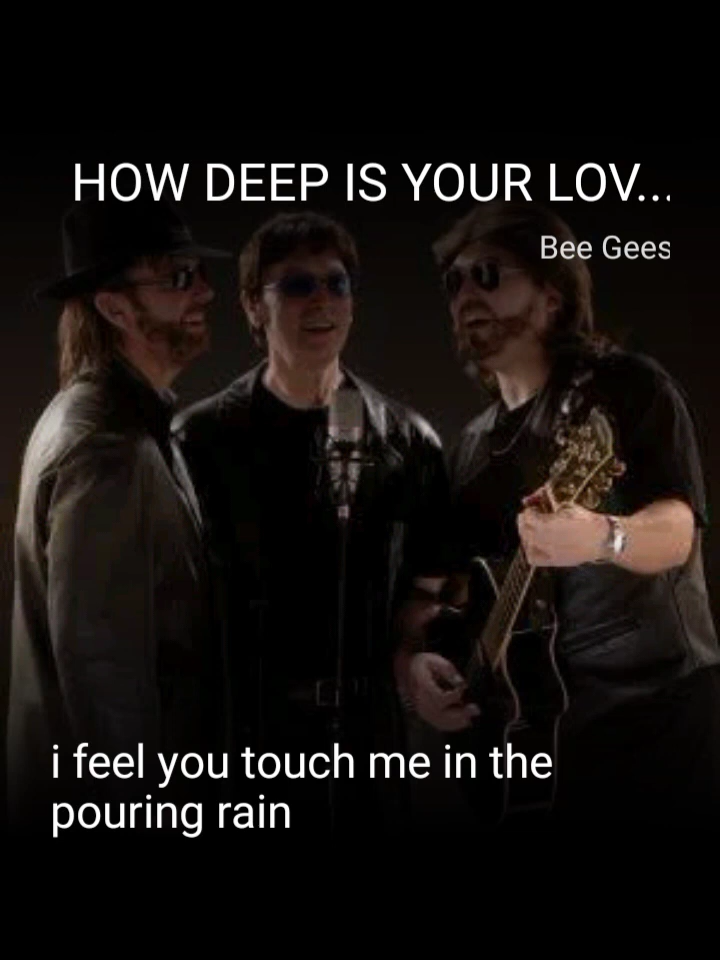 HOW DEEP IS YOUR LOV...
Bee Gees
i feel you touch me in the
pouring rain